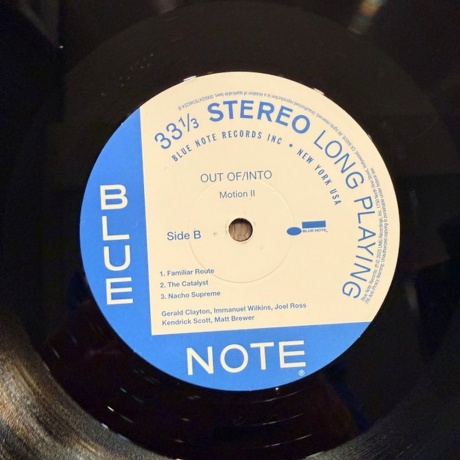 33⅓ STEREO LONG PLAYING
BLUE NOTE RECORDS INC • NEW YORK USA
OUT OF/INTO
Motion II
Side B
BLUE NOTE
1. Familiar Route
2. The Catalyst
3. Nacho Supreme
Gerald Clayton, Immanuel Wilkins, Joel Ross
Kendrick Scott, Matt Brewer
BLUE
NOTE®